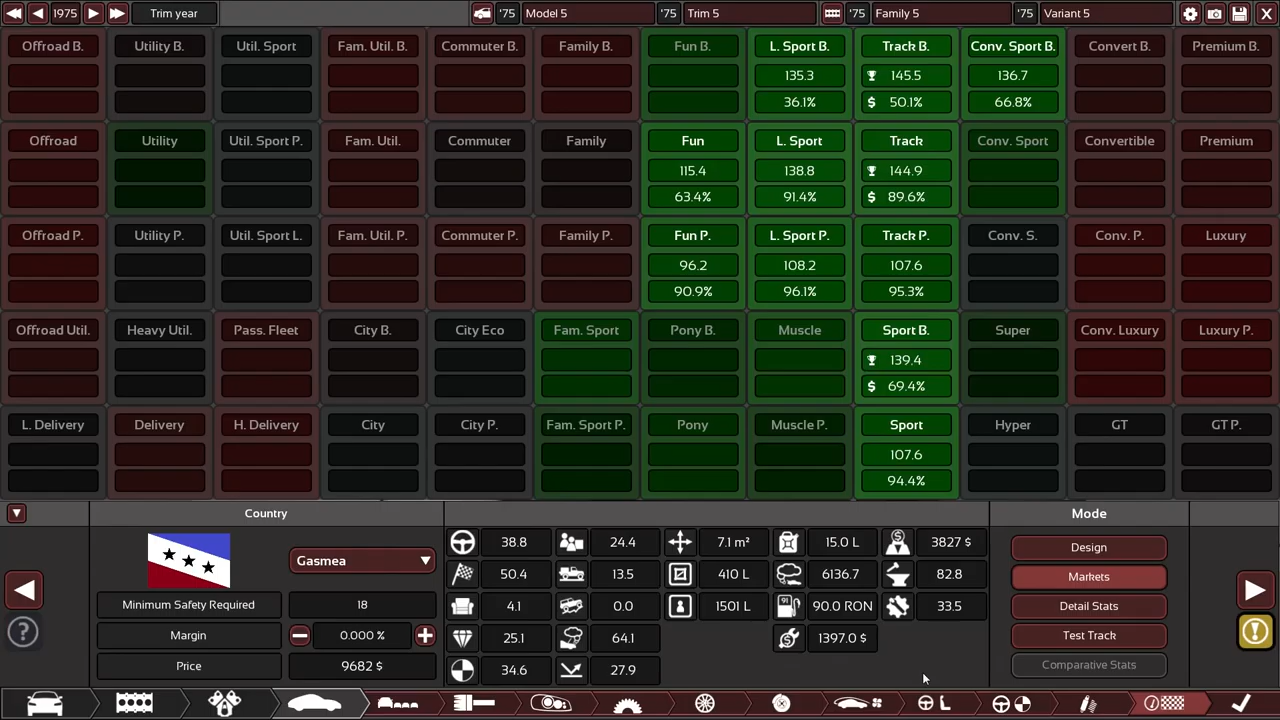 1975 Trim year '75 Model 5 '75 Trim 5 '75 Family 5 '75 Variant 5
Offroad B. Utility B. Util. Sport Fam. Util. B. Commuter B. Family B. Fun B. L. Sport B. Track B. Conv. Sport B. Convert B. Premium B.
135.3 145.5 136.7
36.1% $ 50.1% 66.8%
Offroad Utility Util. Sport P. Fam. Util. Commuter Family Fun L. Sport Track Conv. Sport Convertible Premium
115.4 138.8 144.9
63.4% 91.4% $ 89.6%
Offroad P. Utility P. Util. Sport L. Fam. Util. P. Commuter P. Family P. Fun P. L. Sport P. Track P. Conv. S. Conv. P. Luxury
96.2 108.2 107.6
90.9% 96.1% 95.3%
Offroad Util. Heavy Util. Pass. Fleet City B. City Eco Fam. Sport Pony B. Muscle Sport B. Super Conv. Luxury Luxury P.
139.4
$ 69.4%
L. Delivery Delivery H. Delivery City City P. Fam. Sport P. Pony Muscle P. Sport Hyper GT GT P.
107.6
94.4%
Country Mode
38.8 24.4 7.1 m² 15.0 L 3827 $ Design
Gasmea 50.4 13.5 410 L 6136.7 82.8 Markets
Minimum Safety Required 18 4.1 0.0 1501 L 90.0 RON 33.5 Detail Stats
Margin 0.000 % 25.1 64.1 1397.0 $ Test Track
Price 9682 $ 34.6 27.9 Comparative Stats